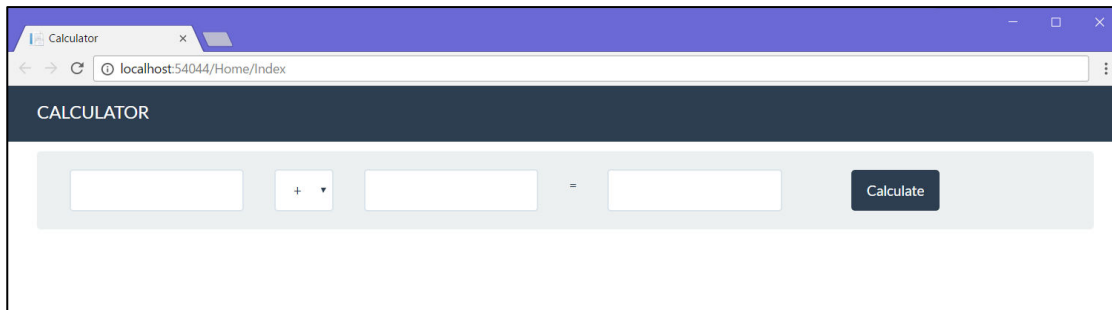 Calculator
localhost:54044/Home/Index
CALCULATOR
+ = Calculate